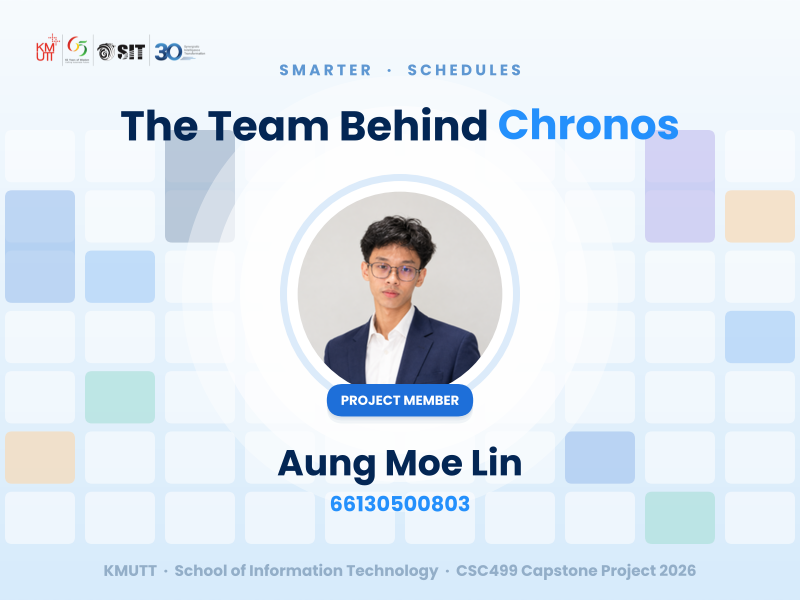 KMUTT
65
SIT
30
SMARTER · SCHEDULES
The Team Behind Chronos
PROJECT MEMBER
Aung Moe Lin
66130500803
KMUTT · School of Information Technology · CSC499 Capstone Project 2026